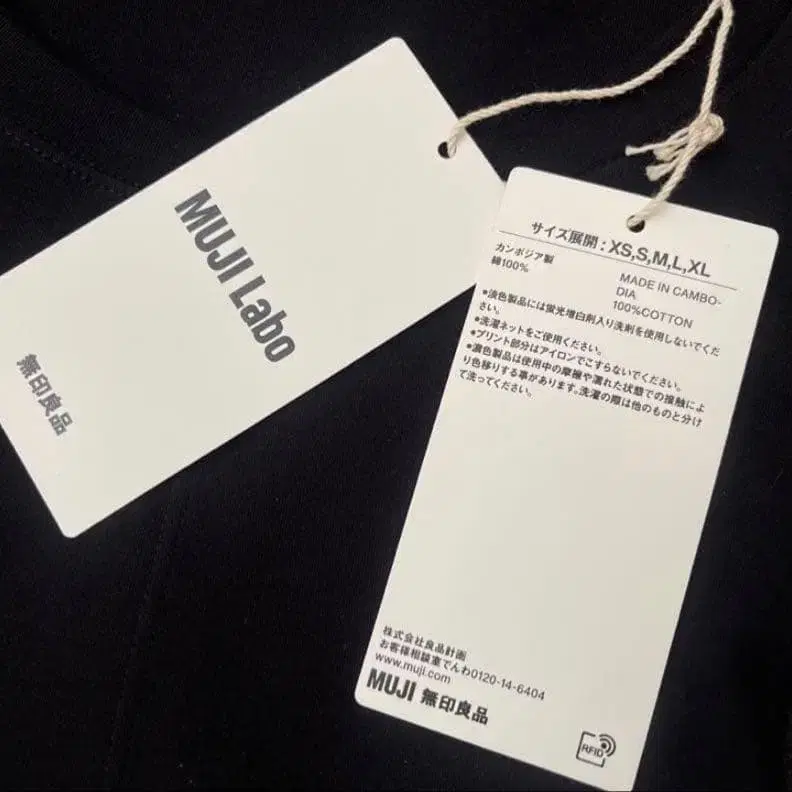 MUJI Labo
無印良品
サイズ展開 : XS,S,M,L,XL
カンボジア製
綿100%
MADE IN CAMBO-
DIA
100%COTTON
●淡色製品には蛍光増白剤入り洗剤を使用しないでくだ
さい。
●洗濯ネットをご使用ください。
●プリント部分はアイロンでこすらないでください。
●濃色製品は使用中の摩擦や濡れた状態での接触によ
り色移りする事があります。洗濯の際は他のものと分け
て洗ってください。
株式会社良品計画
お客様相談室でんわ0120-14-6404
www.muji.com
MUJI 無印良品
RFID